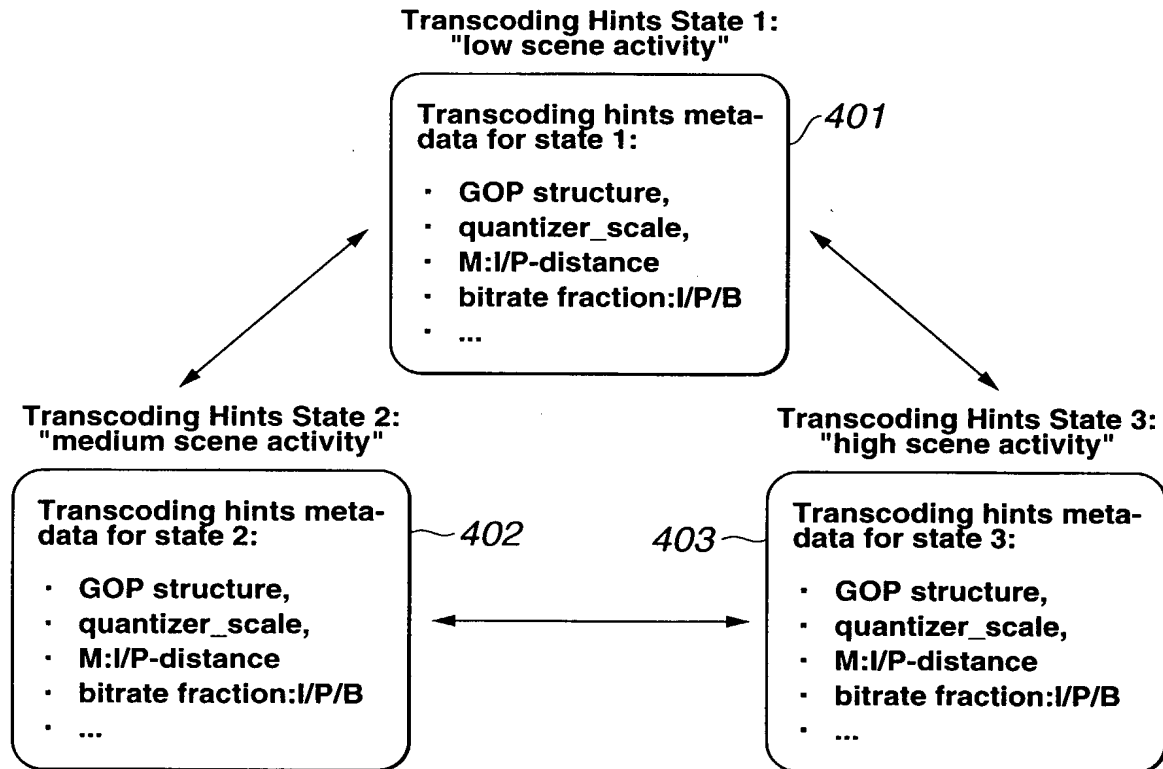 Transcoding Hints State 1:
"low scene activity"
Transcoding hints meta-
data for state 1:
· GOP structure,
· quantizer_scale,
· M:I/P-distance
· bitrate fraction:I/P/B
· ...
401
Transcoding Hints State 2:
"medium scene activity"
Transcoding hints meta-
data for state 2:
· GOP structure,
· quantizer_scale,
· M:I/P-distance
· bitrate fraction:I/P/B
· ...
402
Transcoding Hints State 3:
"high scene activity"
403
Transcoding hints meta-
data for state 3:
· GOP structure,
· quantizer_scale,
· M:I/P-distance
· bitrate fraction:I/P/B
· ...